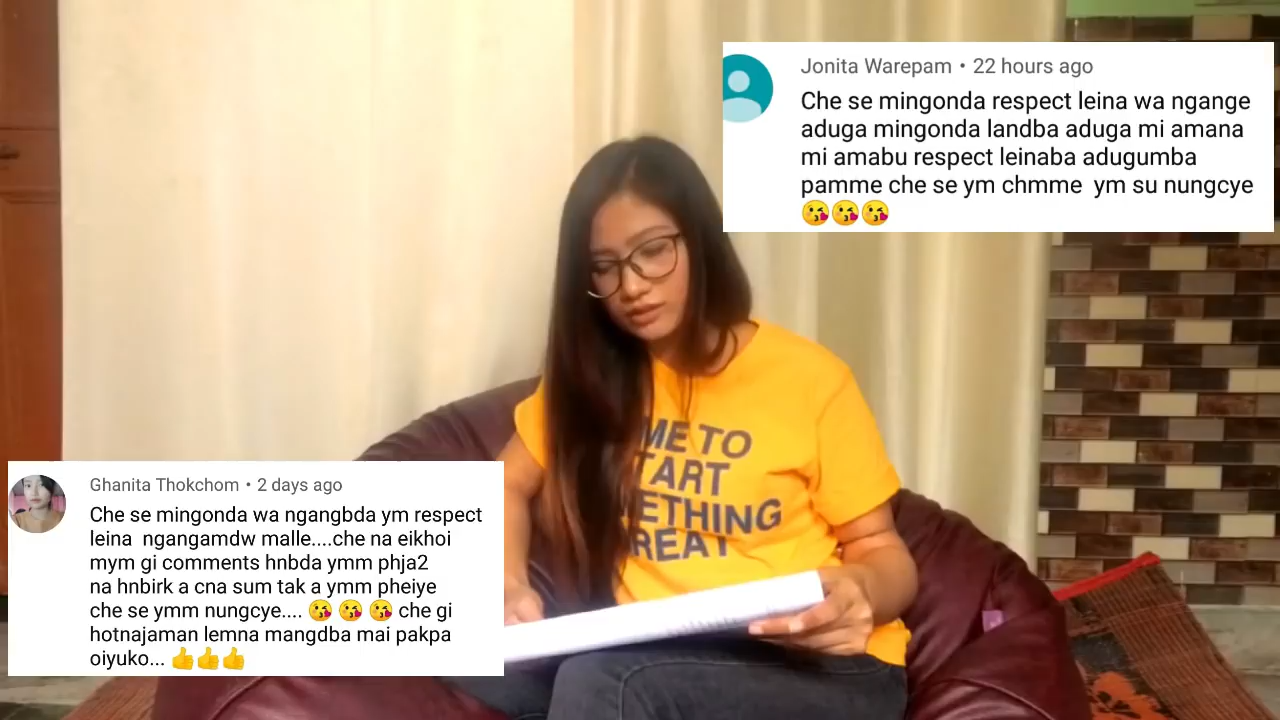 Jonita Warepam • 22 hours ago
Che se mingonda respect leina wa ngange
aduga mingonda landba aduga mi amana
mi amabu respect leinaba adugumba
pamme che se ym chmme ym su nungcye
😘😘😘
ME TO
TART
METHING
REAT
Ghanita Thokchom • 2 days ago
Che se mingonda wa ngangbda ym respect
leina ngangamdw malle....che na eikhoi
mym gi comments hnbda ymm phja2
na hnbirk a cna sum tak a ymm pheiye
che se ymm nungcye.... 😘 😘 😘 che gi
hotnajaman lemna mangdba mai pakpa
oiyuko... 👍👍👍